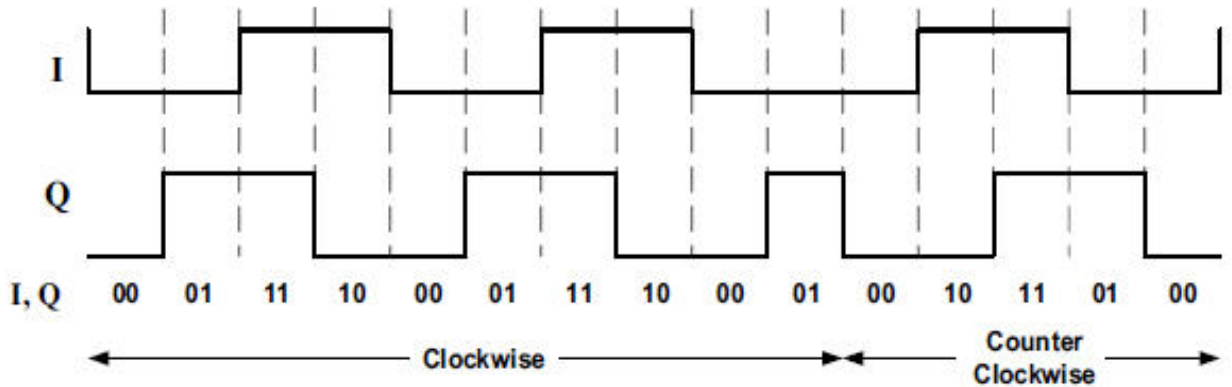 I
Q
I, Q 00 01 11 10 00 01 11 10 00 01 00 10 11 01 00
Clockwise
Counter
Clockwise